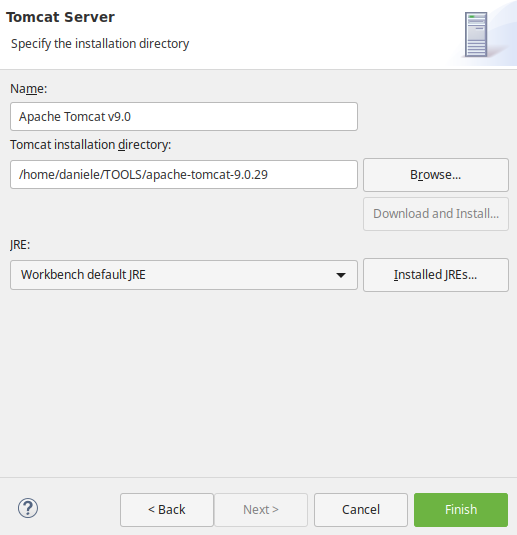 Tomcat Server
Specify the installation directory
Name:
Apache Tomcat v9.0
Tomcat installation directory:
/home/daniele/TOOLS/apache-tomcat-9.0.29
Browse...
Download and Install...
JRE:
Workbench default JRE
Installed JREs...
?
< Back
Next >
Cancel
Finish